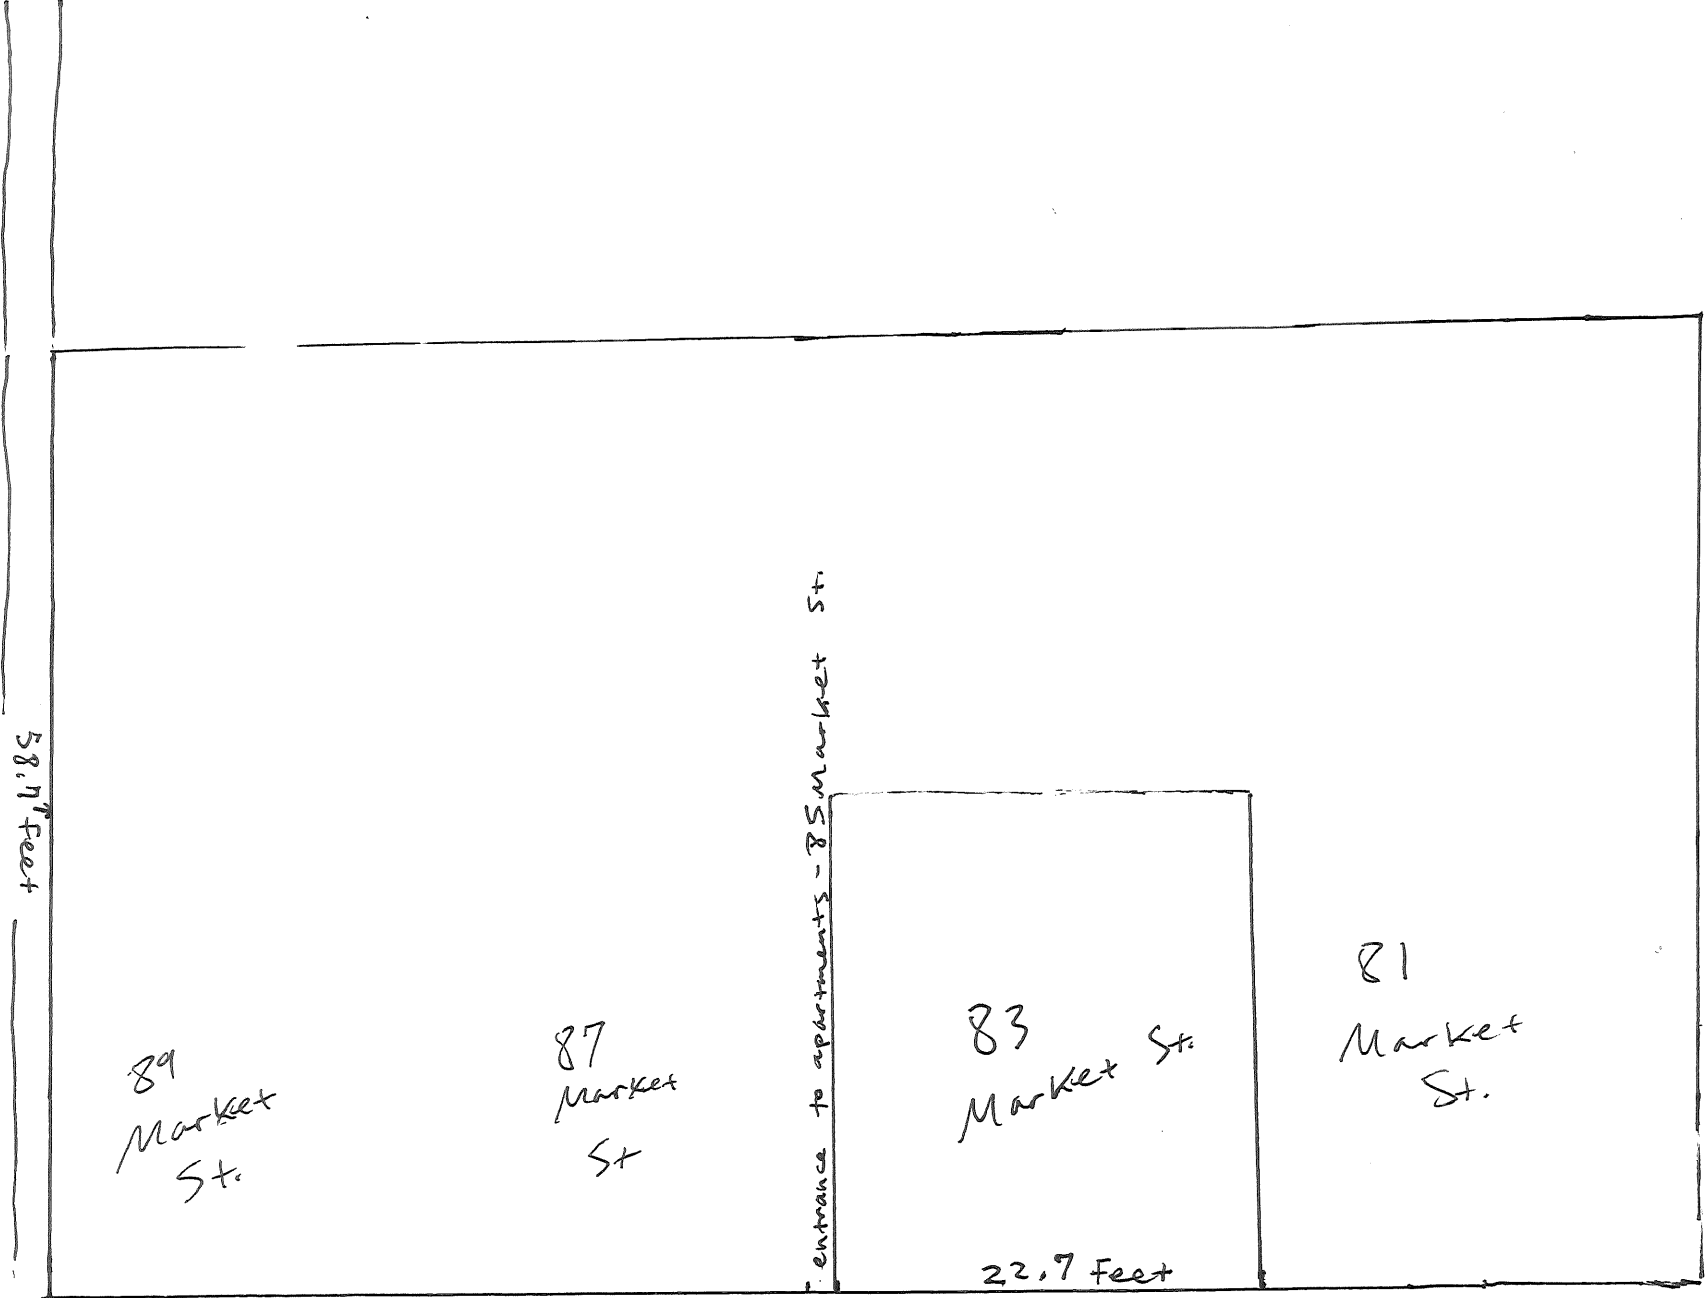 58.7" Feet
entrance to apartments - 85 Market St.
89
Market
St.
87
Market
St
83
Market St.
22.7 Feet
81
Market
St.